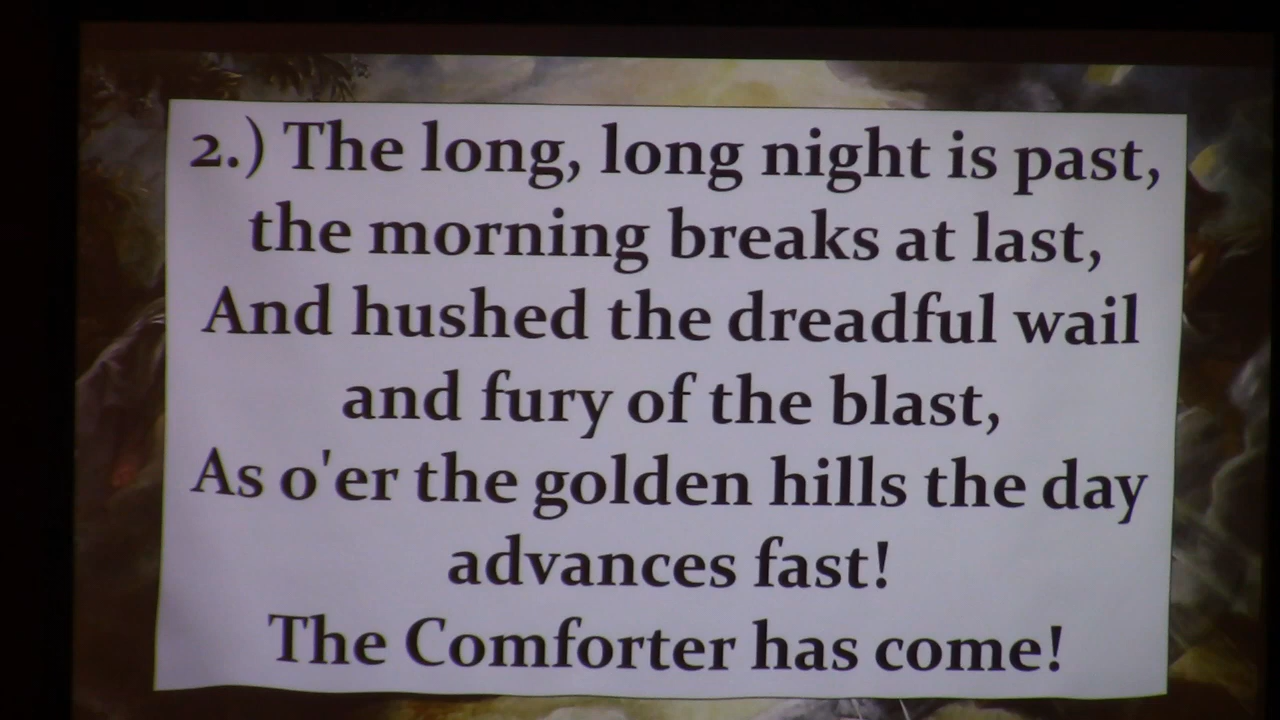 2.) The long, long night is past,
the morning breaks at last,
And hushed the dreadful wail
and fury of the blast,
As o'er the golden hills the day
advances fast!
The Comforter has come!